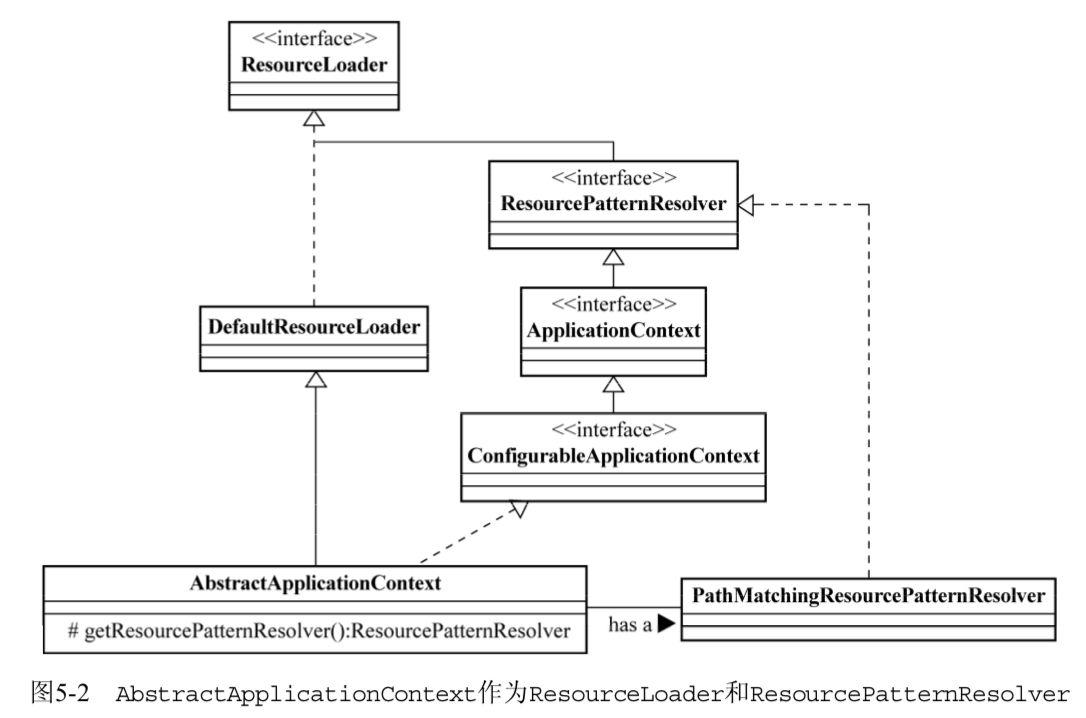 <<interface>>
ResourceLoader
<<interface>>
ResourcePatternResolver
<<interface>>
ApplicationContext
DefaultResourceLoader
<<interface>>
ConfigurableApplicationContext
AbstractApplicationContext
# getResourcePatternResolver():ResourcePatternResolver
has a
PathMatchingResourcePatternResolver
图5-2 AbstractApplicationContext作为ResourceLoader和ResourcePatternResolver